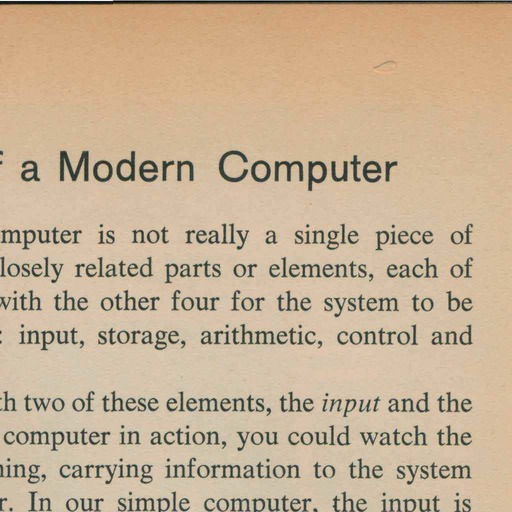 a Modern Computer
mputer is not really a single piece of
losely related parts or elements, each of
with the other four for the system to be
: input, storage, arithmetic, control and
th two of these elements, the input and the
computer in action, you could watch the
ning, carrying information to the system
r. In our simple computer, the input is